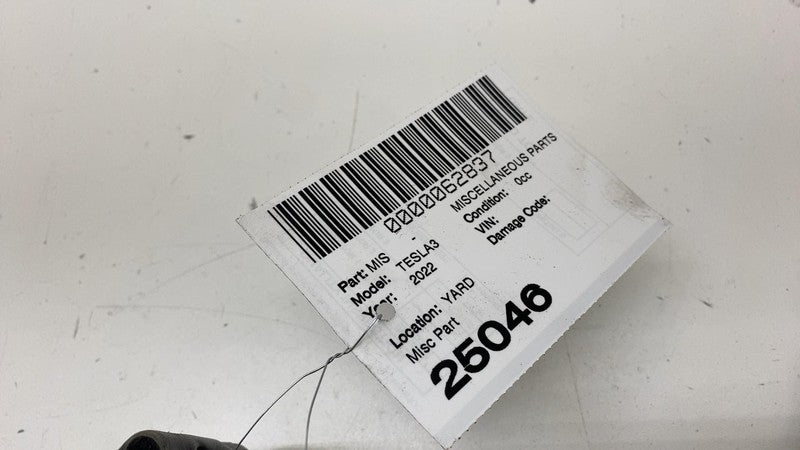 0000062837
Part: MIS - MISCELLANEOUS PARTS
Model: TESLA3 Condition: 0cc
Year: 2022 VIN:
Damage Code:
Location: YARD
Misc Part
25046